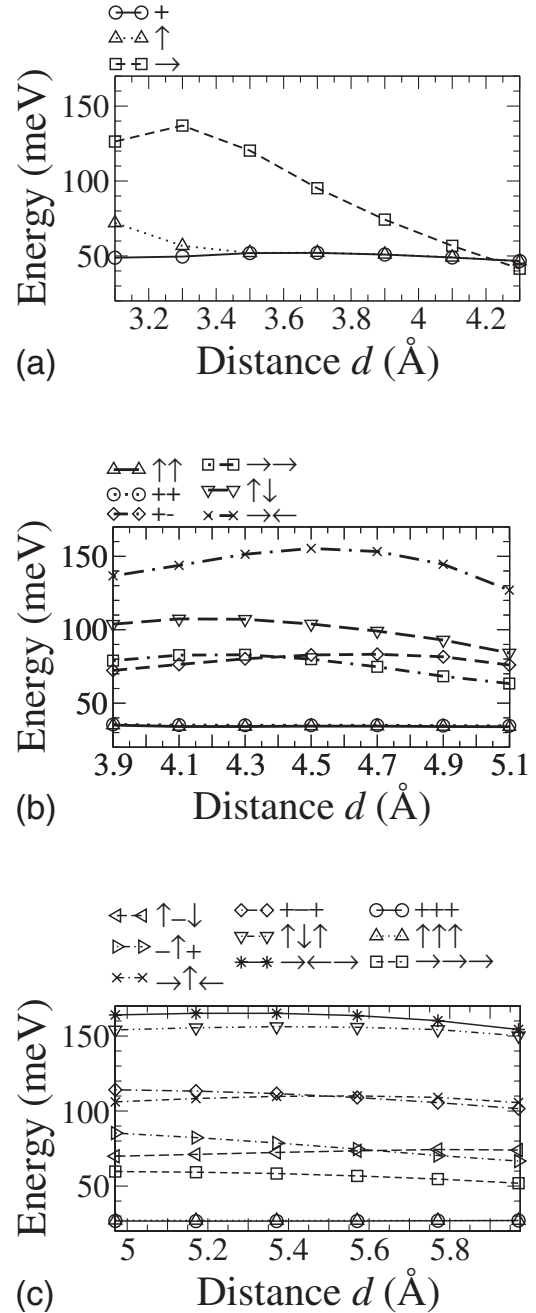 +
↑
→
Energy (meV)
150
100
50
3.2 3.4 3.6 3.8 4 4.2
Distance d (Å)
(a)
↑↑ →→
++ ↑↓
+- →←
Energy (meV)
150
100
50
3.9 4.1 4.3 4.5 4.7 4.9 5.1
Distance d (Å)
(b)
↑−↓ +−+ +++
−↑+ ↑↓↑ ↑↑↑
→↑← →←→ →→→
Energy (meV)
150
100
50
5 5.2 5.4 5.6 5.8
Distance d (Å)
(c)